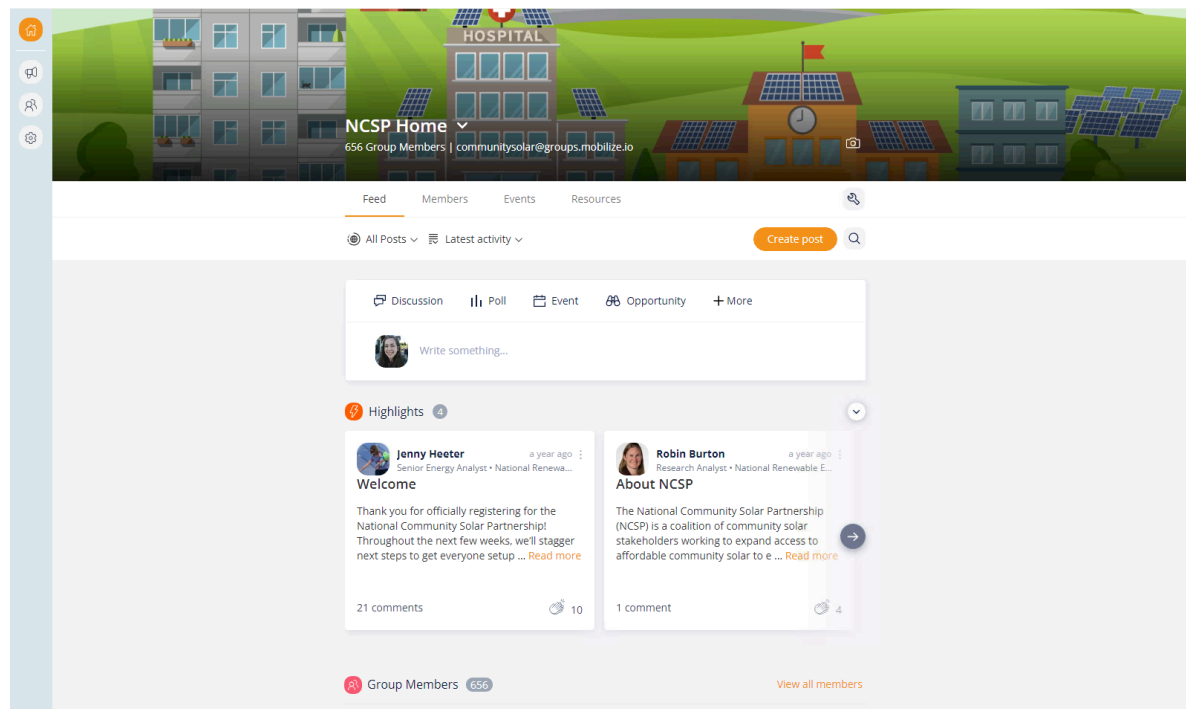 HOSPITAL
NCSP Home
656 Group Members | communitysolar@groups.mobilize.io
Feed Members Events Resources
All Posts Latest activity Create post
Discussion Poll Event Opportunity + More
Write something...
Highlights 4
Jenny Heeter a year ago
Senior Energy Analyst • National Renewa...
Welcome
Thank you for officially registering for the
National Community Solar Partnership!
Throughout the next few weeks, we'll stagger
next steps to get everyone setup ... Read more
21 comments 10
Robin Burton a year ago
Research Analyst • National Renewable E...
About NCSP
The National Community Solar Partnership
(NCSP) is a coalition of community solar
stakeholders working to expand access to
affordable community solar to e ... Read more
1 comment 4
Group Members 656 View all members